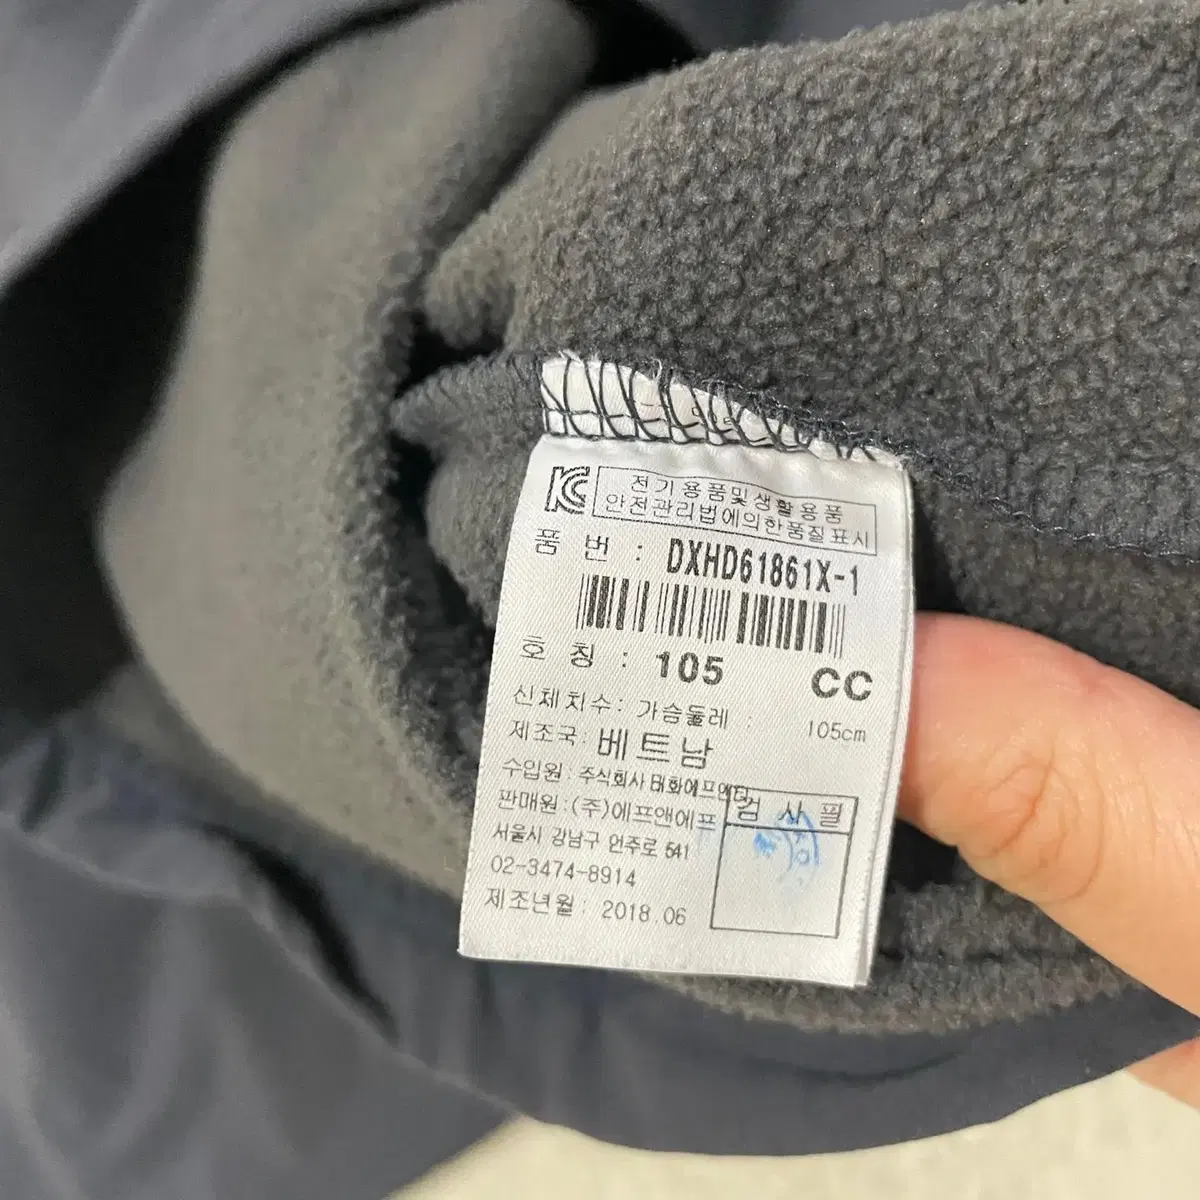 KC 전기용품및생활용품
안전관리법에의한품질표시
품 번 : DXHD61861X-1
호 칭 : 105 CC
신체치수: 가슴둘레 : 105cm
제조국: 베트남
수입원 : 주식회사 태화에프엔티
판매원 : (주)에프앤에프
검 사 필
서울시 강남구 언주로 541
02-3474-8914
제조년월 : 2018.06